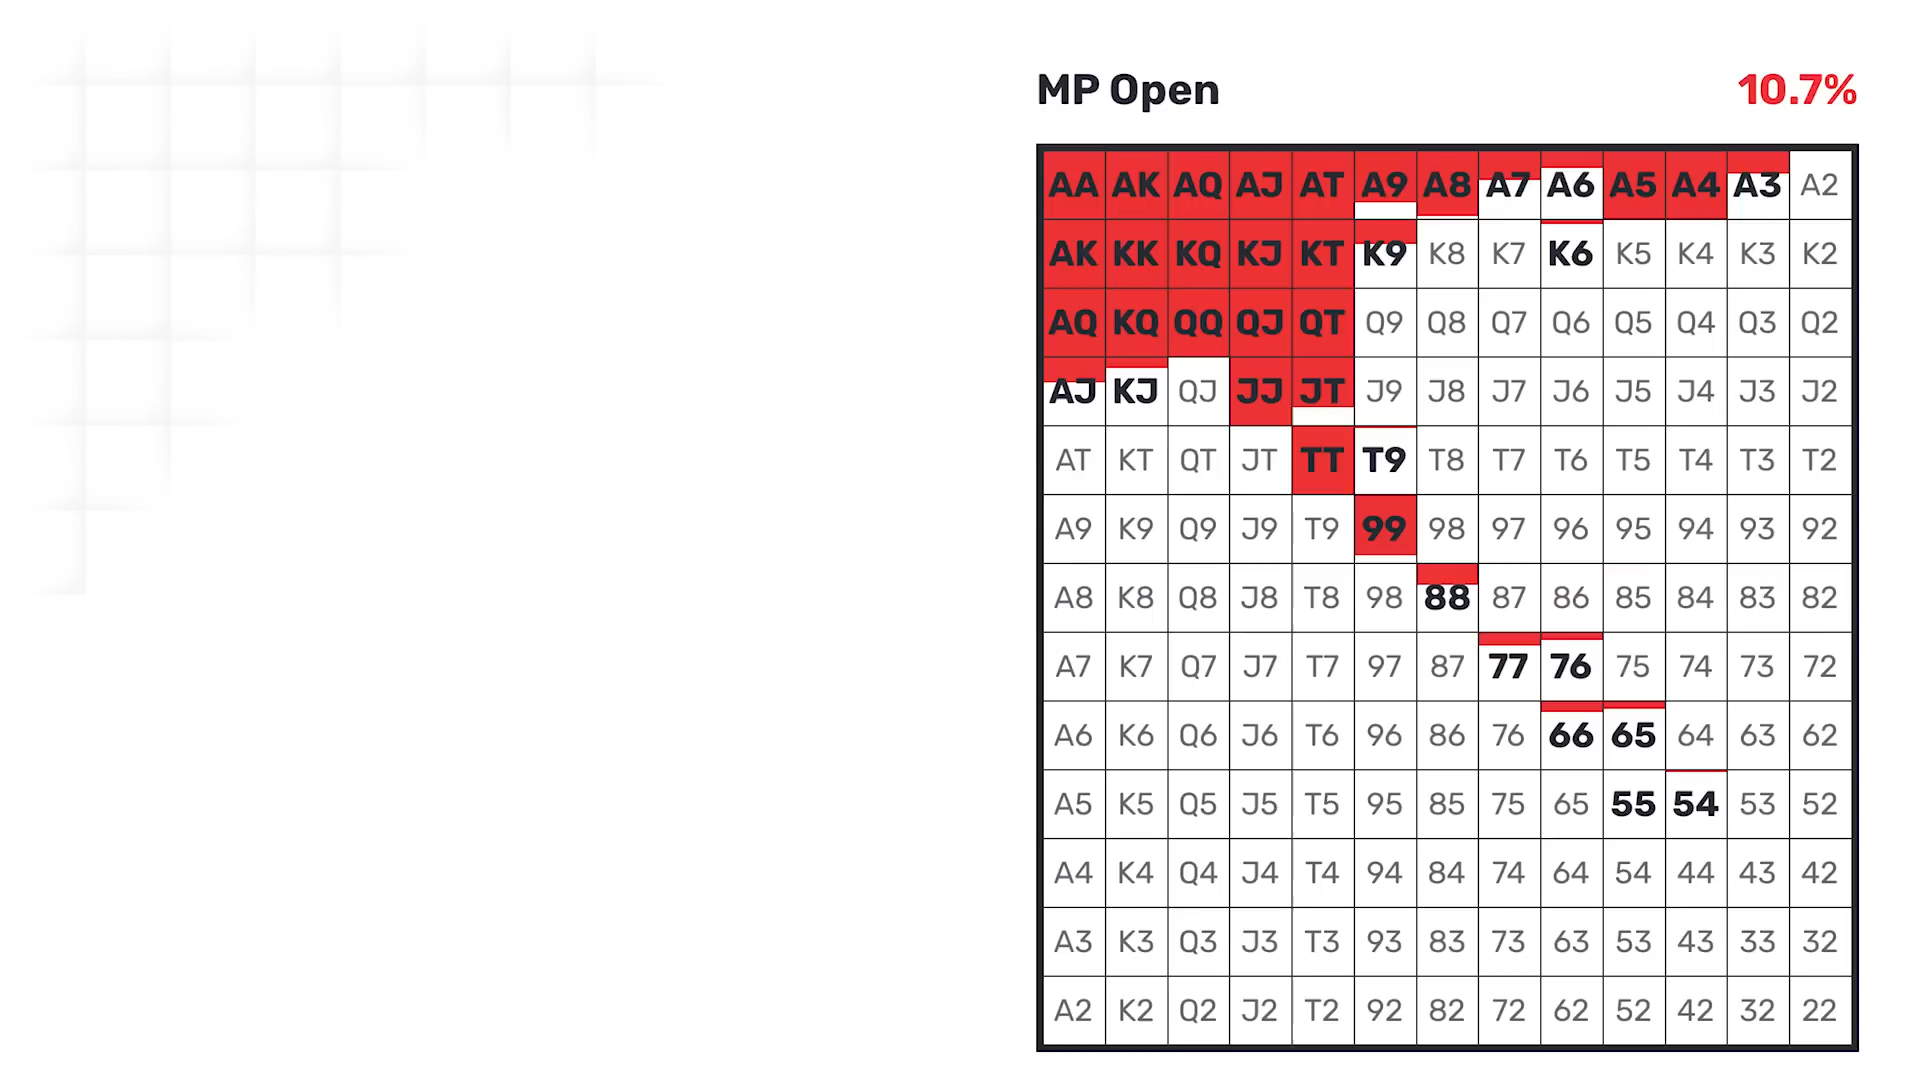 MP Open 10.7%
AA AK AQ AJ AT A9 A8 A7 A6 A5 A4 A3 A2
AK KK KQ KJ KT K9 K8 K7 K6 K5 K4 K3 K2
AQ KQ QQ QJ QT Q9 Q8 Q7 Q6 Q5 Q4 Q3 Q2
AJ KJ QJ JJ JT J9 J8 J7 J6 J5 J4 J3 J2
AT KT QT JT TT T9 T8 T7 T6 T5 T4 T3 T2
A9 K9 Q9 J9 T9 99 98 97 96 95 94 93 92
A8 K8 Q8 J8 T8 98 88 87 86 85 84 83 82
A7 K7 Q7 J7 T7 97 87 77 76 75 74 73 72
A6 K6 Q6 J6 T6 96 86 76 66 65 64 63 62
A5 K5 Q5 J5 T5 95 85 75 65 55 54 53 52
A4 K4 Q4 J4 T4 94 84 74 64 54 44 43 42
A3 K3 Q3 J3 T3 93 83 73 63 53 43 33 32
A2 K2 Q2 J2 T2 92 82 72 62 52 42 32 22